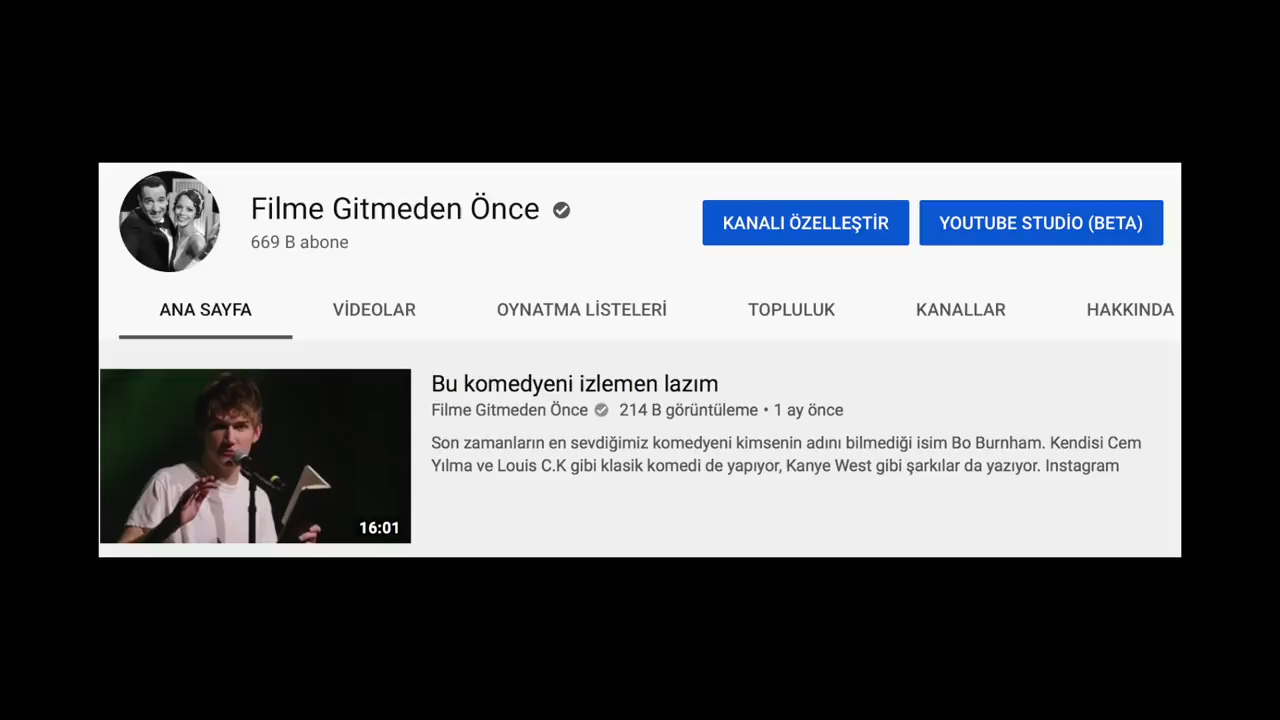 Filme Gitmeden Önce
669 B abone
KANALI ÖZELLEŞTİR
YOUTUBE STUDİO (BETA)
ANA SAYFA
VİDEOLAR
OYNATMA LİSTELERİ
TOPLULUK
KANALLAR
HAKKINDA
16:01
Bu komedyeni izlemen lazım
Filme Gitmeden Önce 214 B görüntüleme • 1 ay önce
Son zamanların en sevdiğimiz komedyeni kimsenin adını bilmediği isim Bo Burnham. Kendisi Cem
Yılma ve Louis C.K gibi klasik komedi de yapıyor, Kanye West gibi şarkılar da yazıyor. Instagram